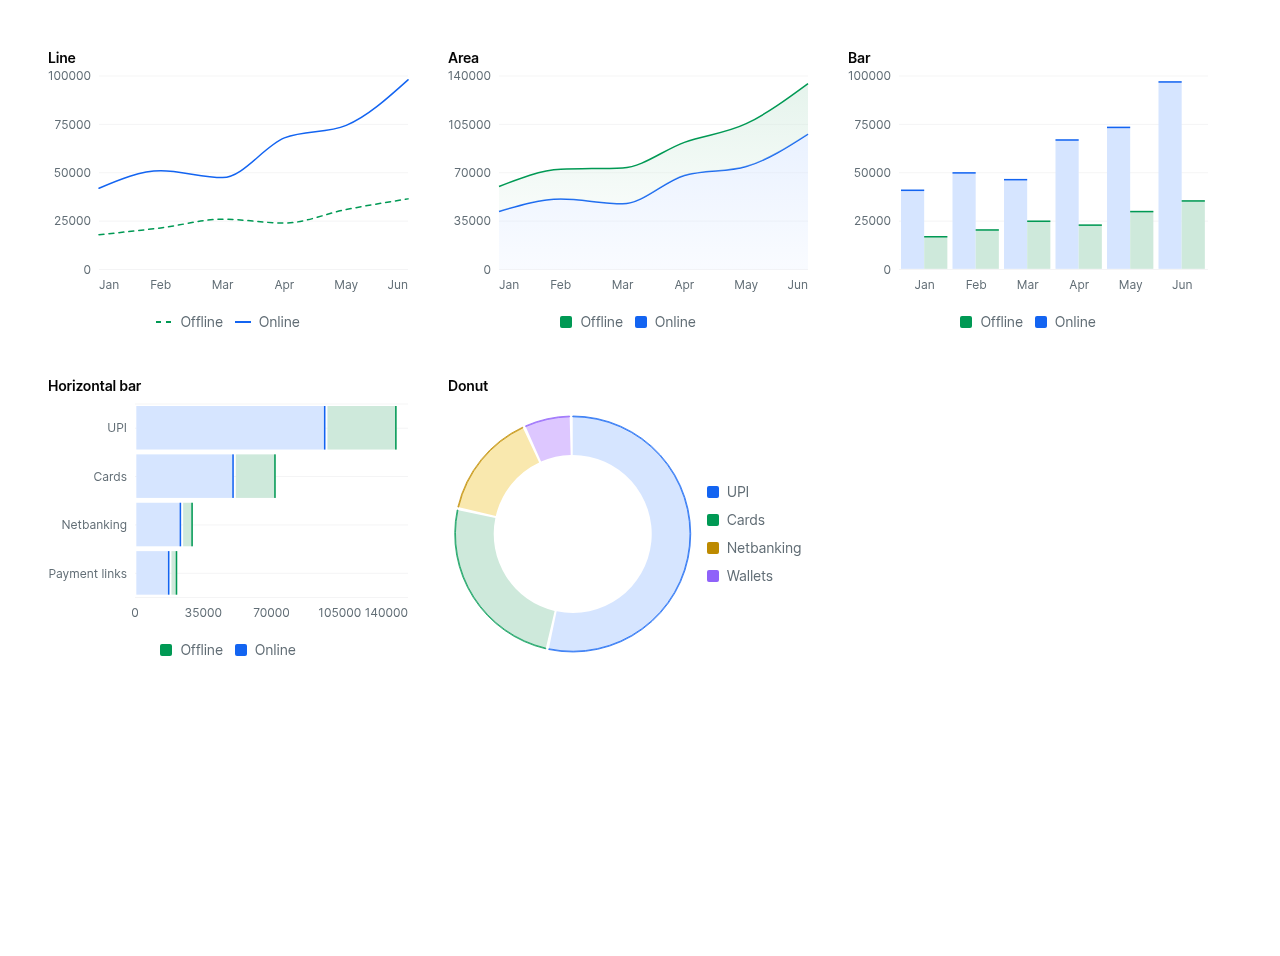 Line
100000
75000
50000
25000
0
Jan Feb Mar Apr May Jun
Offline Online
Area
140000
105000
70000
35000
0
Jan Feb Mar Apr May Jun
Offline Online
Bar
100000
75000
50000
25000
0
Jan Feb Mar Apr May Jun
Offline Online
Horizontal bar
UPI
Cards
Netbanking
Payment links
0 35000 70000 105000 140000
Offline Online
Donut
UPI
Cards
Netbanking
Wallets